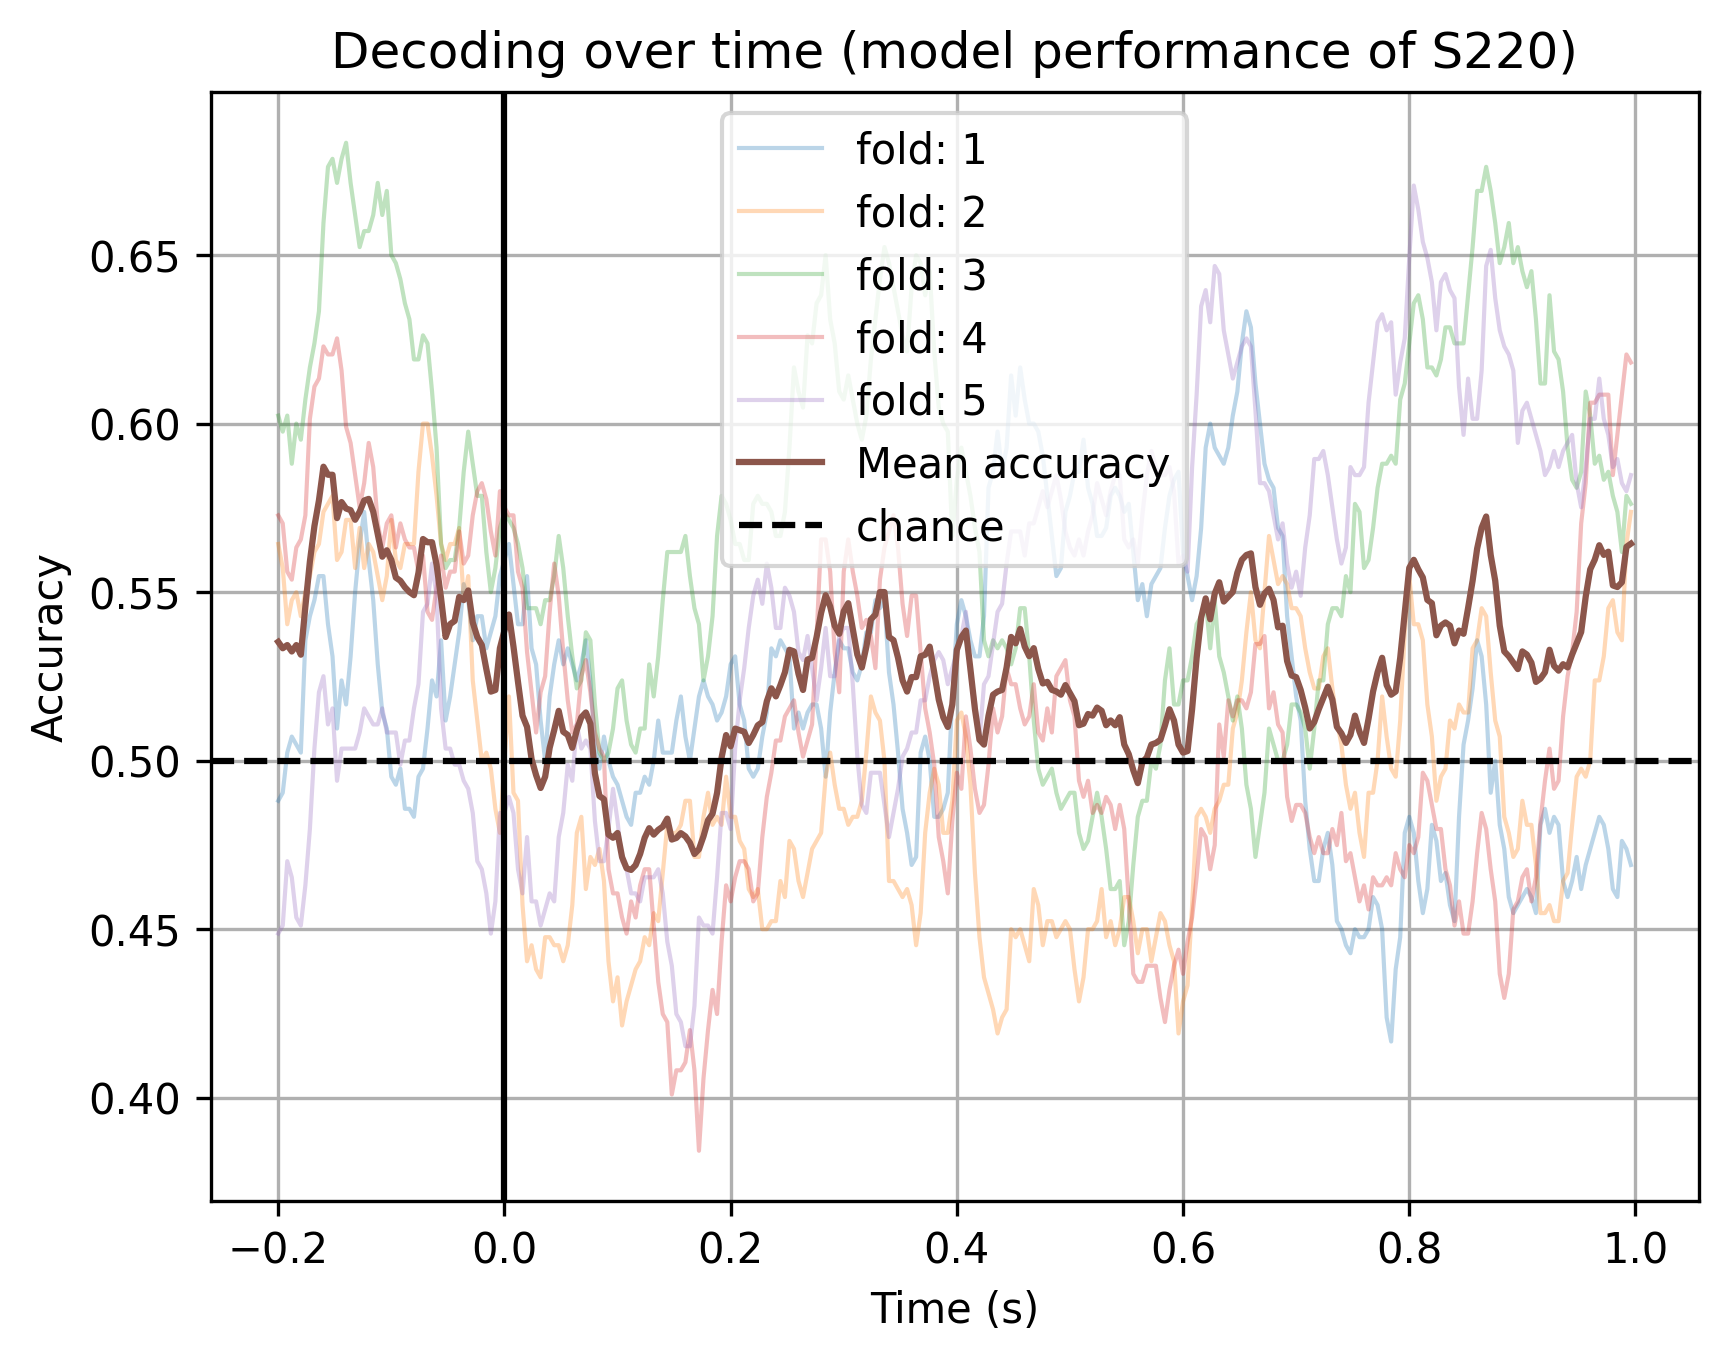 Decoding over time (model performance of S220)
fold: 1
fold: 2
fold: 3
fold: 4
fold: 5
Mean accuracy
chance
Accuracy
0.65
0.60
0.55
0.50
0.45
0.40
−0.2 0.0 0.2 0.4 0.6 0.8 1.0
Time (s)